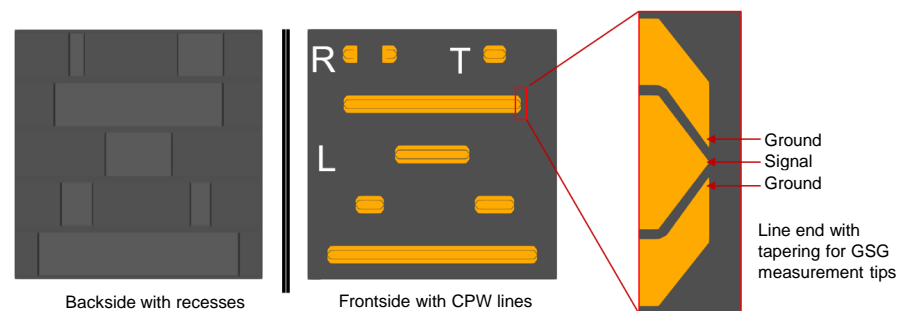 R
T
L
Ground
Signal
Ground
Line end with
tapering for GSG
measurement tips
Backside with recesses
Frontside with CPW lines